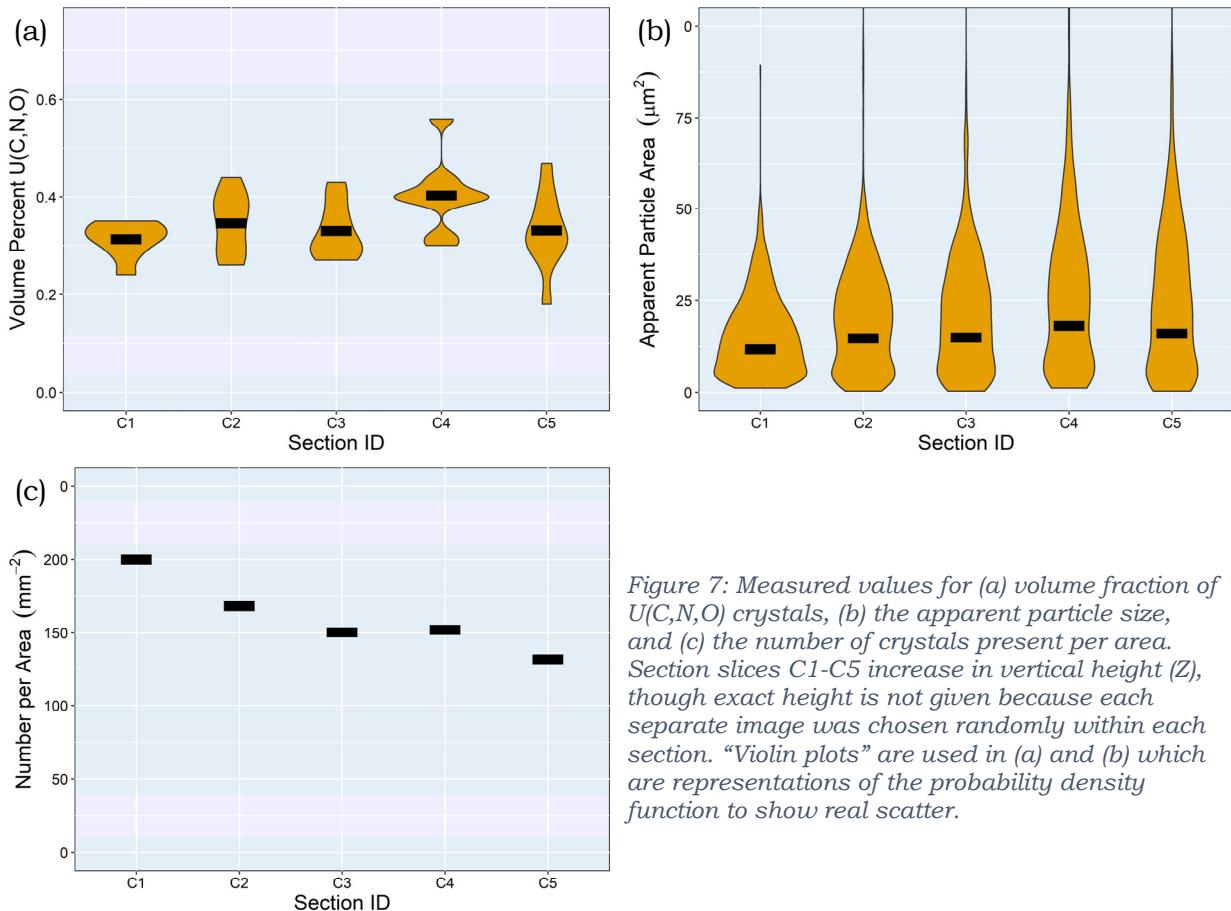 (a)
Volume Percent U(C,N,O)
0.6
0.4
0.2
0.0
C1 C2 C3 C4 C5
Section ID
(b)
Apparent Particle Area (μm²)
0
75
50
25
0
C1 C2 C3 C4 C5
Section ID
(c)
Number per Area (mm⁻²)
0
200
150
100
50
0
C1 C2 C3 C4 C5
Section ID
Figure 7: Measured values for (a) volume fraction of
U(C,N,O) crystals, (b) the apparent particle size,
and (c) the number of crystals present per area.
Section slices C1-C5 increase in vertical height (Z),
though exact height is not given because each
separate image was chosen randomly within each
section. “Violin plots” are used in (a) and (b) which
are representations of the probability density
function to show real scatter.